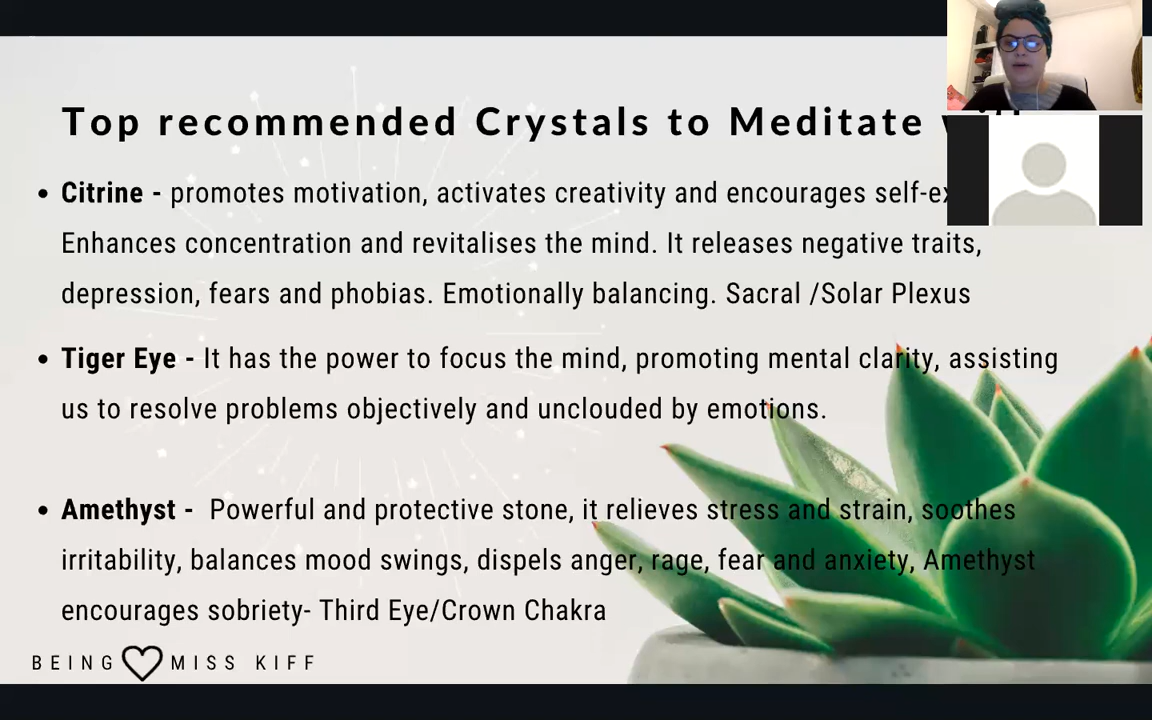 Top recommended Crystals to Meditate
Citrine - promotes motivation, activates creativity and encourages
Enhances concentration and revitalises the mind. It releases negative traits,
depression, fears and phobias. Emotionally balancing. Sacral /Solar Plexus
Tiger Eye - It has the power to focus the mind, promoting mental clarity, assisting
us to resolve problems objectively and unclouded by emotions.
Amethyst - Powerful and protective stone, it relieves stress and strain, soothes
irritability, balances mood swings, dispels anger, rage, fear and anxiety, Amethyst
encourages sobriety- Third Eye/Crown Chakra
BEING MISS KIFF